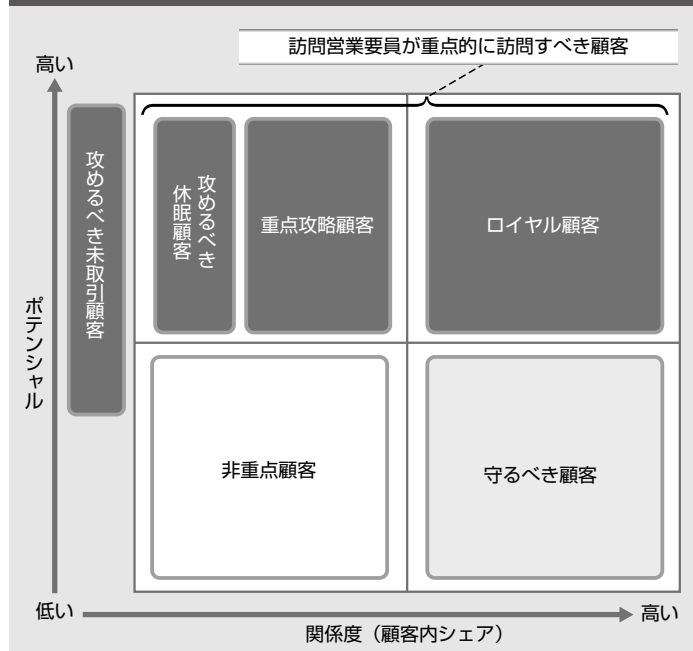 訪問営業要員が重点的に訪問すべき顧客
高い
攻めるべき未取引顧客
攻めるべき
休眠顧客
重点攻略顧客
ロイヤル顧客
ポテンシャル
非重点顧客
守るべき顧客
低い
高い
関係度（顧客内シェア）